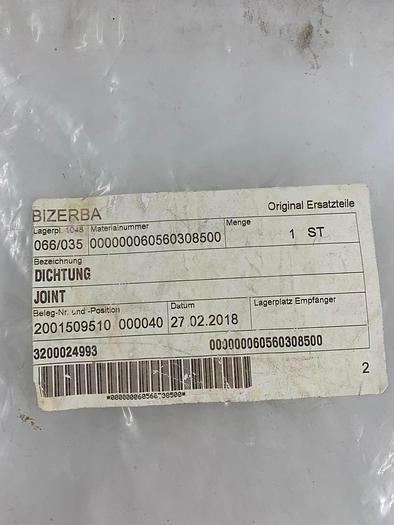 BIZERBA
Original Ersatzteile
Lagerpl. 1048 Materialnummer Menge
066/035 000000060560308500 1 ST
Bezeichnung
DICHTUNG
JOINT
Beleg-Nr. und -Position Datum Lagerplatz Empfänger
2001509510 000040 27.02.2018
3200024993 000000060560308500
2